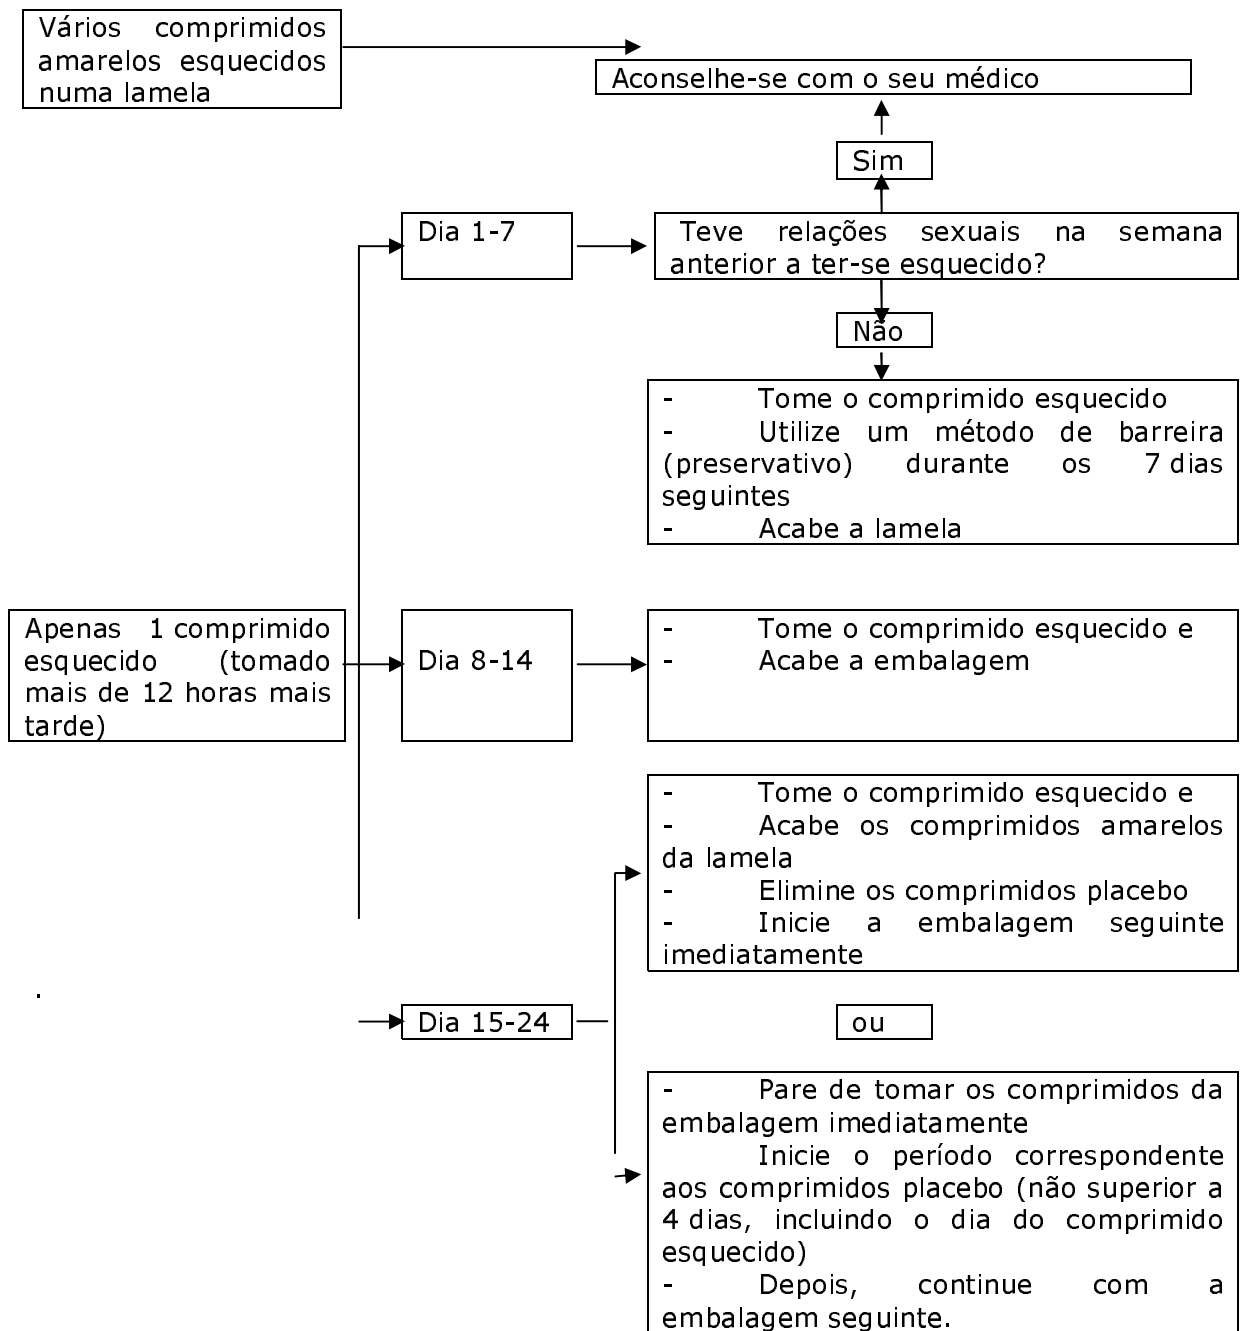 Vários comprimidos
amarelos esquecidos
numa lamela
Aconselhe-se com o seu médico
Sim
Dia 1-7
Teve relações sexuais na semana
anterior a ter-se esquecido?
Não
- Tome o comprimido esquecido
- Utilize um método de barreira
(preservativo) durante os 7 dias
seguintes
- Acabe a lamela
Apenas 1 comprimido
esquecido (tomado
mais de 12 horas mais
tarde)
Dia 8-14
- Tome o comprimido esquecido e
- Acabe a embalagem
- Tome o comprimido esquecido e
- Acabe os comprimidos amarelos
da lamela
- Elimine os comprimidos placebo
- Inicie a embalagem seguinte
imediatamente
.
Dia 15-24
ou
- Pare de tomar os comprimidos da
embalagem imediatamente
Inicie o período correspondente
aos comprimidos placebo (não superior a
4 dias, incluindo o dia do comprimido
esquecido)
- Depois, continue com a
embalagem seguinte.